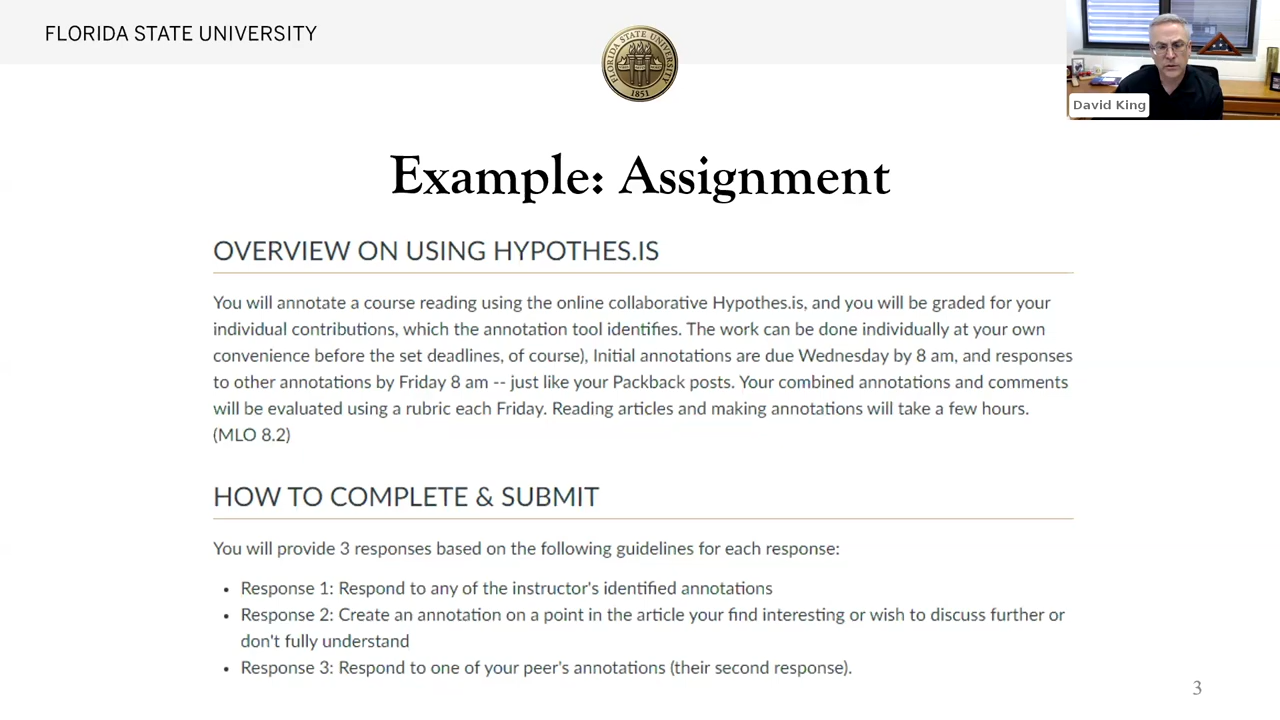 FLORIDA STATE UNIVERSITY
FLORIDA STATE UNIVERSITY
1851
David King
Example: Assignment
OVERVIEW ON USING HYPOTHES.IS
You will annotate a course reading using the online collaborative Hypothes.is, and you will be graded for your
individual contributions, which the annotation tool identifies. The work can be done individually at your own
convenience before the set deadlines, of course), Initial annotations are due Wednesday by 8 am, and responses
to other annotations by Friday 8 am -- just like your Packback posts. Your combined annotations and comments
will be evaluated using a rubric each Friday. Reading articles and making annotations will take a few hours.
(MLO 8.2)
HOW TO COMPLETE & SUBMIT
You will provide 3 responses based on the following guidelines for each response:
• Response 1: Respond to any of the instructor's identified annotations
• Response 2: Create an annotation on a point in the article your find interesting or wish to discuss further or
don't fully understand
• Response 3: Respond to one of your peer's annotations (their second response).
3